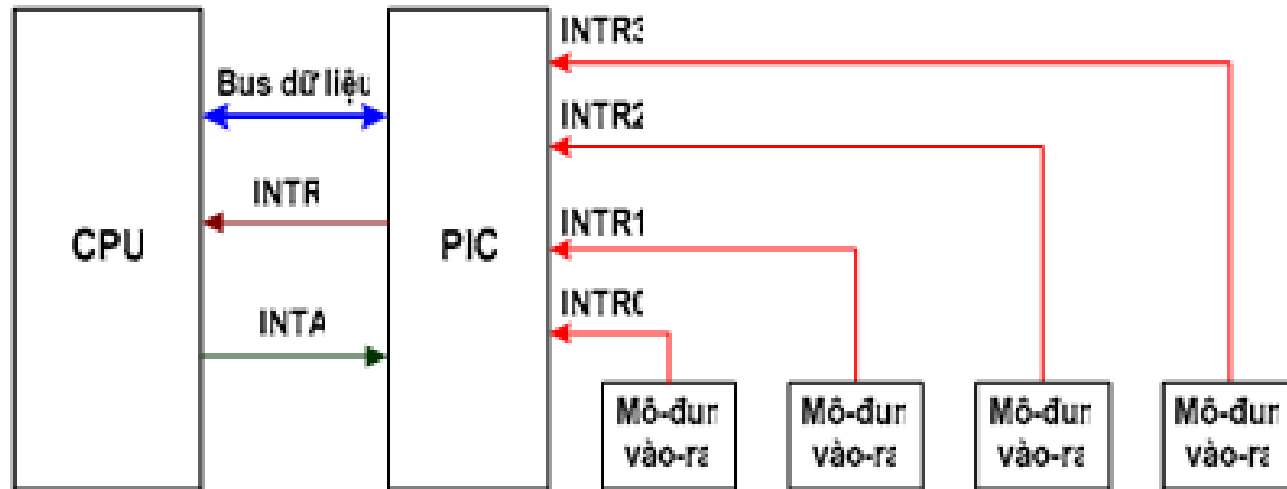 INTR3
Bus dữ liệu
INTR2
INTR
INTR1
CPU
PIC
INTR0
INTA
Mô-đun
vào-ra
Mô-đun
vào-ra
Mô-đun
vào-ra
Mô-đun
vào-ra